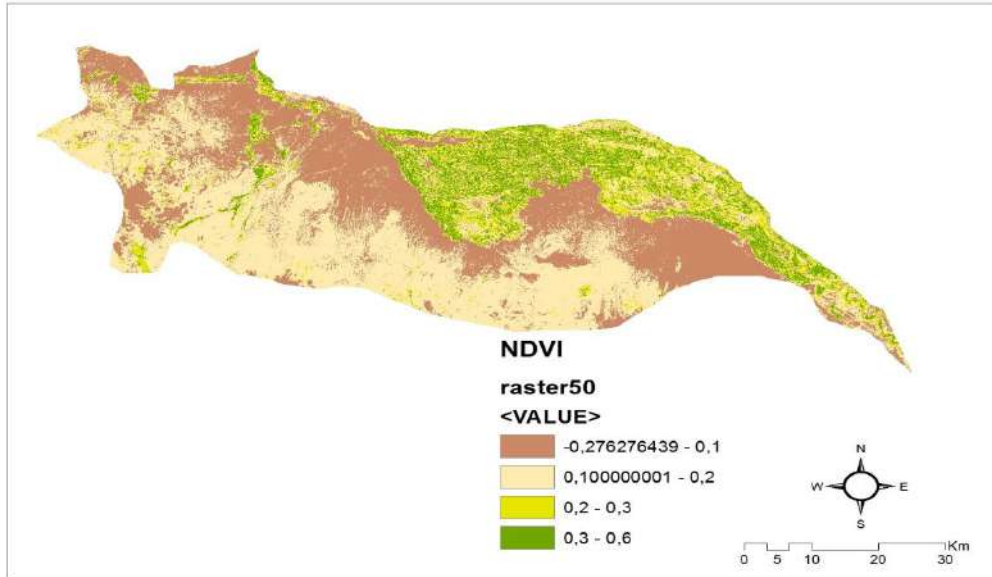 NDVI
raster50
<VALUE>
-0,276276439 - 0,1
0,100000001 - 0,2
0,2 - 0,3
0,3 - 0,6
N
W E
S
Km
0 5 10 20 30